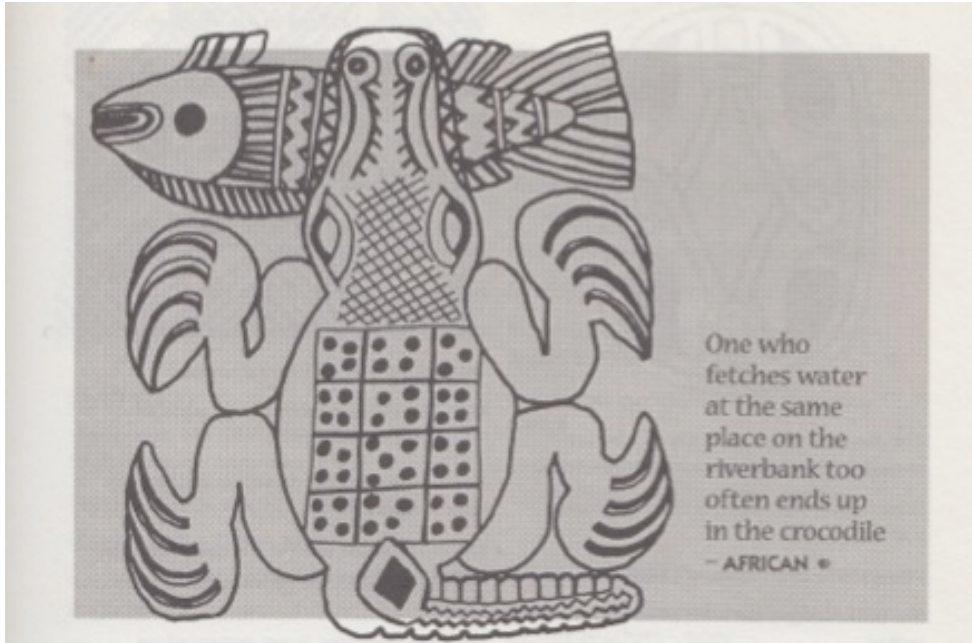 One who
fetches water
at the same
place on the
riverbank too
often ends up
in the crocodile
– AFRICAN